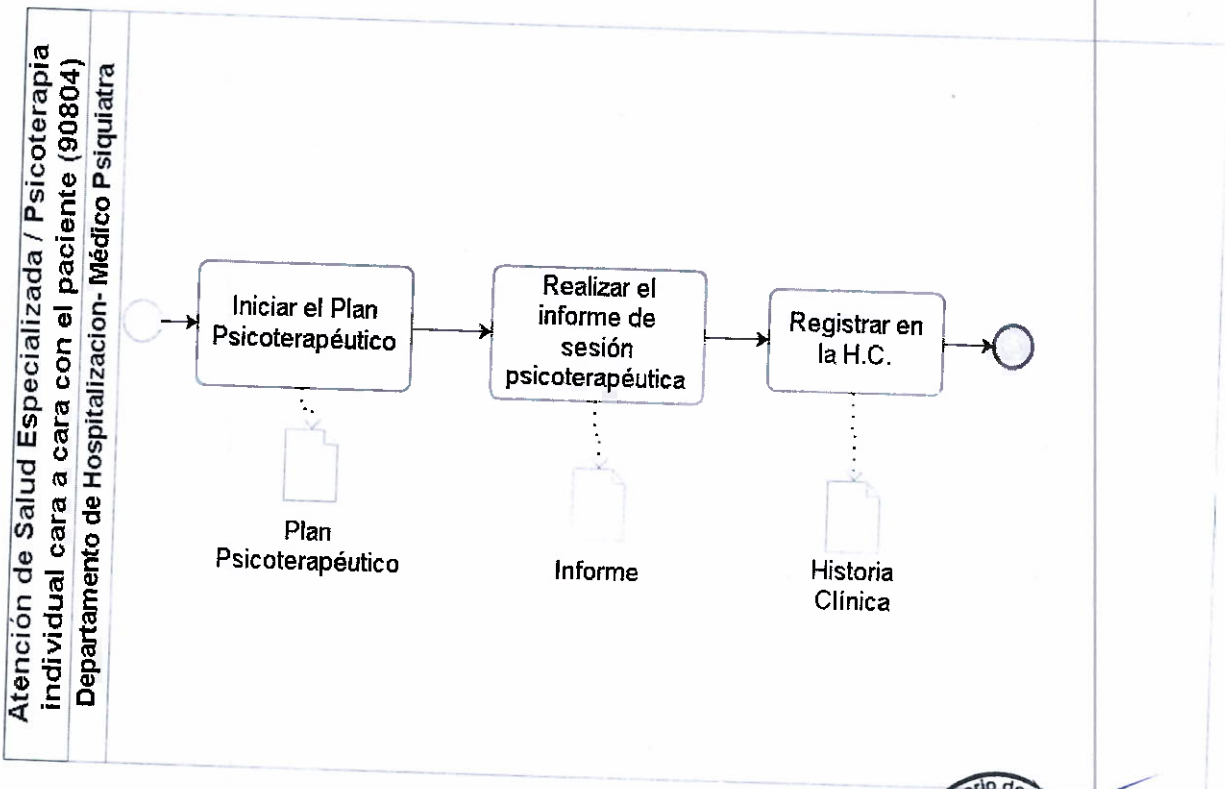 Atención de Salud Especializada / Psicoterapia
individual cara a cara con el paciente (90804)
Departamento de Hospitalizacion- Médico Psiquiatra
Iniciar el Plan
Psicoterapéutico
Realizar el
informe de
sesión
psicoterapéutica
Registrar en
la H.C.
Plan
Psicoterapéutico
Informe
Historia
Clínica